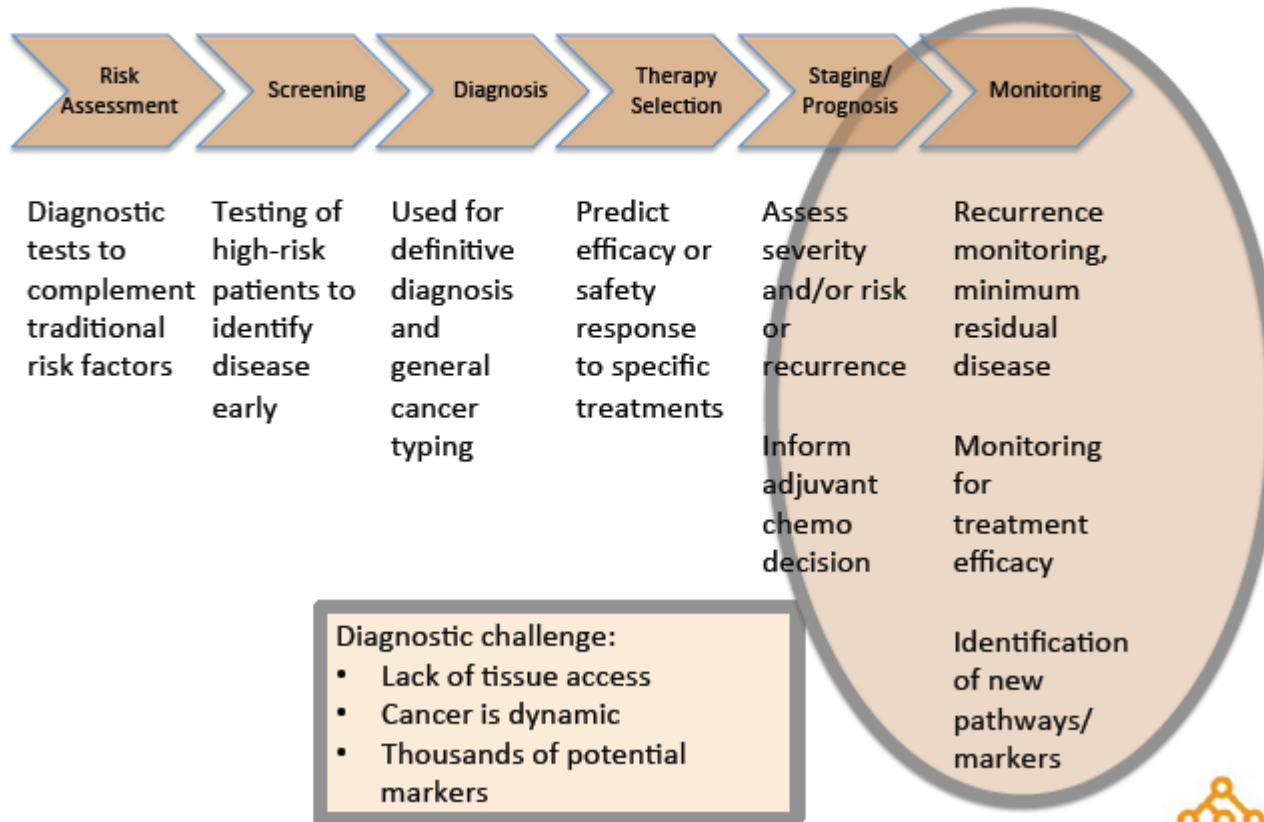 Risk
Assessment
Screening
Diagnosis
Therapy
Selection
Staging/
Prognosis
Monitoring
Diagnostic
tests to
complement
traditional
risk factors
Testing of
high-risk
patients to
identify
disease
early
Used for
definitive
diagnosis
and
general
cancer
typing
Predict
efficacy or
safety
response
to specific
treatments
Assess
severity
and/or risk
or
recurrence
Inform
adjuvant
chemo
decision
Recurrence
monitoring,
minimum
residual
disease
Monitoring
for
treatment
efficacy
Identification
of new
pathways/
markers
Diagnostic challenge:
• Lack of tissue access
• Cancer is dynamic
• Thousands of potential
markers